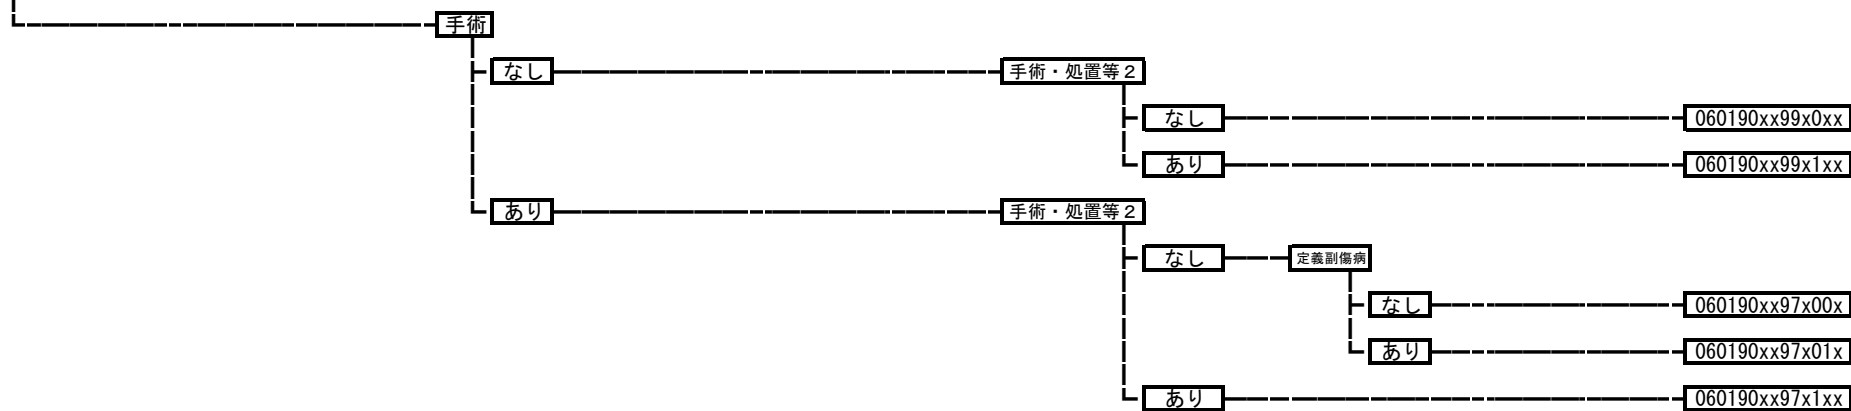 手術
なし 手術・処置等２
なし 060190xx99x0xx
あり 060190xx99x1xx
あり 手術・処置等２
なし 定義副傷病
なし 060190xx97x00x
あり 060190xx97x01x
あり 060190xx97x1xx